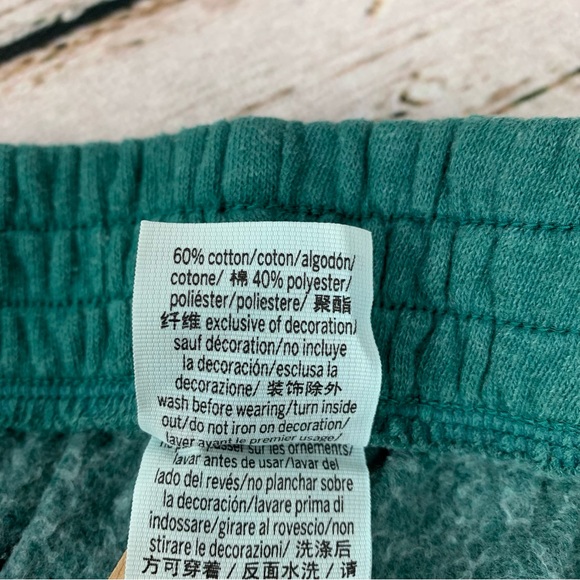 60% cotton/coton/algodón/
cotone/ 棉 40% polyester/
poliéster/poliestere/ 聚酯
纤维 exclusive of decoration/
sauf décoration/no incluye
la decoración/esclusa la
decorazione/ 装饰除外
wash before wearing/turn inside
out/do not iron on decoration/
laver avant le premier usage/
sur les ornements/
lavar antes de usar/lavar del
lado del revés/no planchar sobre
la decoración/lavare prima di
indossare/girare al rovescio/non
stirare le decorazioni/ 洗涤后
方可穿着 / 反面水洗 / 请